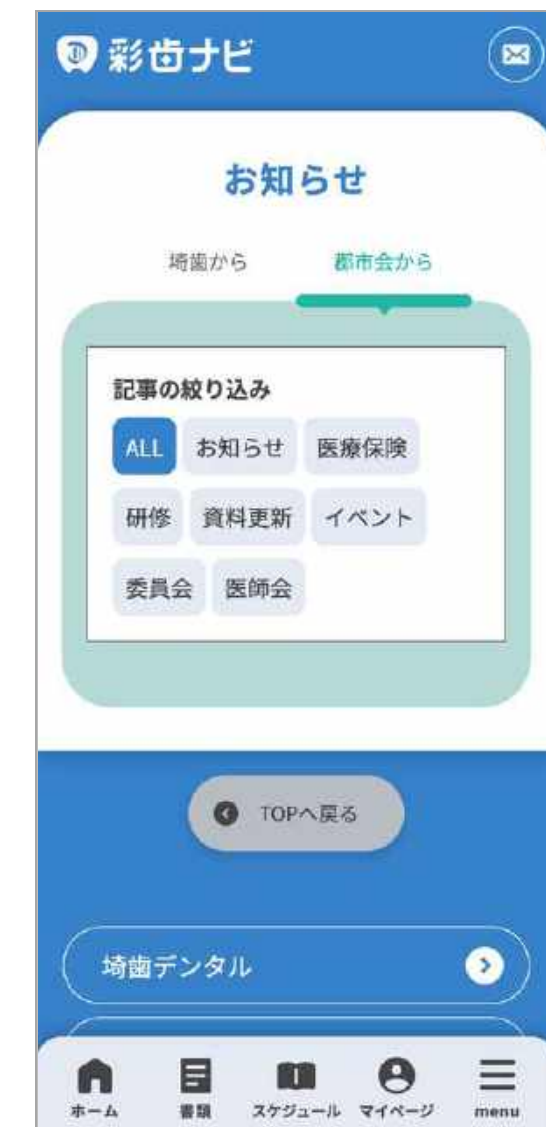 彩歯ナビ
お知らせ
埼歯から 郡市会から
記事の絞り込み
ALL お知らせ 医療保険
研修 資料更新 イベント
委員会 医師会
TOPへ戻る
埼歯デンタル
ホーム 書類 スケジュール マイページ menu